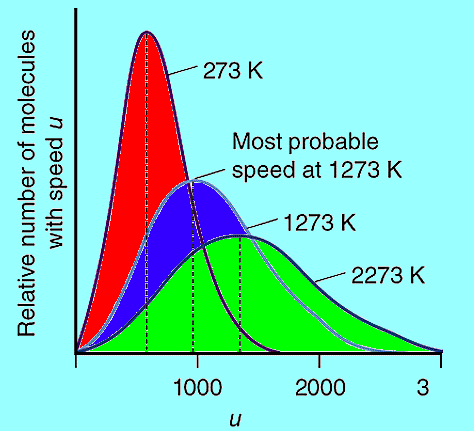 Relative number of molecules
with speed u
273 K
Most probable
speed at 1273 K
1273 K
2273 K
1000
2000
3
u